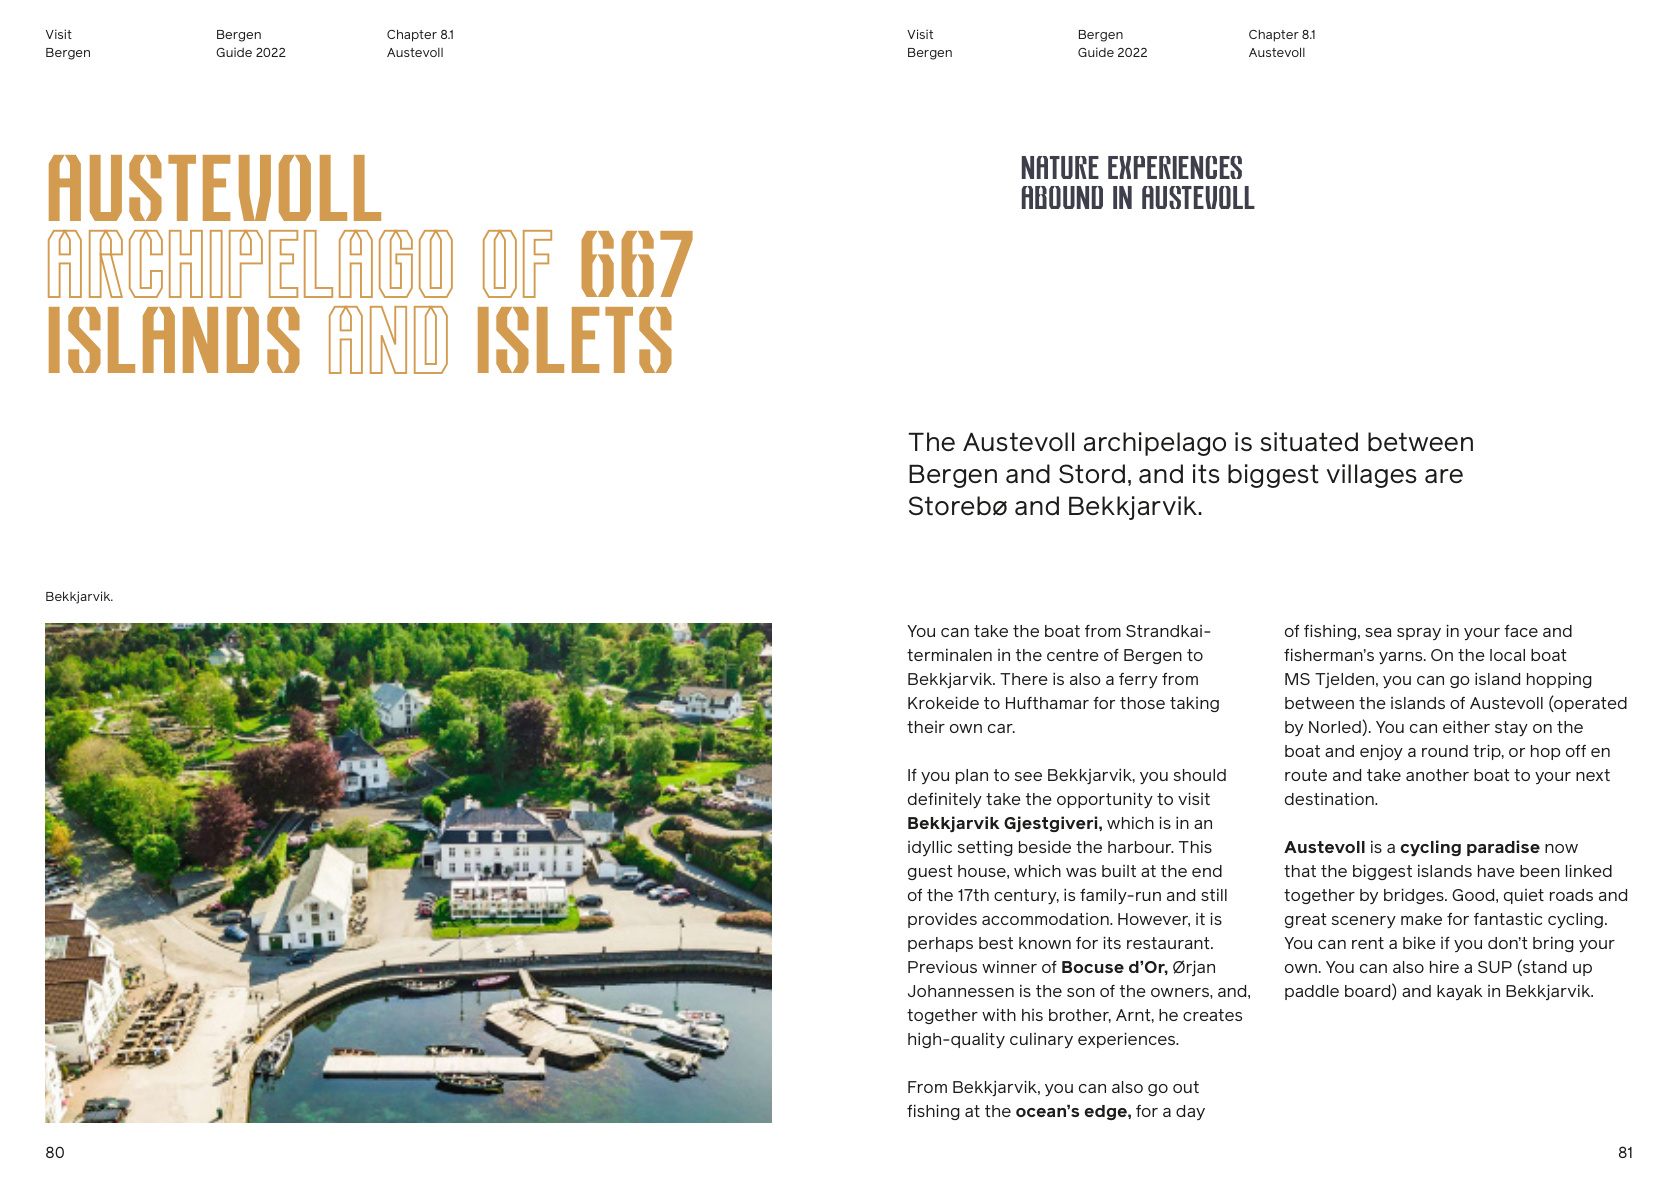 Visit
Bergen
Bergen
Guide 2022
Chapter 8.1
Austevoll
AUSTEVOLL
ARCHIPELAGO OF 667
ISLANDS AND ISLETS
Bekkjarvik.
80
Visit
Bergen
Bergen
Guide 2022
Chapter 8.1
Austevoll
NATURE EXPERIENCES
ABOUND IN AUSTEVOLL
The Austevoll archipelago is situated between
Bergen and Stord, and its biggest villages are
Storebø and Bekkjarvik.
You can take the boat from Strandkai-
terminalen in the centre of Bergen to
Bekkjarvik. There is also a ferry from
Krokeide to Hufthamar for those taking
their own car.
If you plan to see Bekkjarvik, you should
definitely take the opportunity to visit
Bekkjarvik Gjestgiveri, which is in an
idyllic setting beside the harbour. This
guest house, which was built at the end
of the 17th century, is family-run and still
provides accommodation. However, it is
perhaps best known for its restaurant.
Previous winner of Bocuse d’Or, Ørjan
Johannessen is the son of the owners, and,
together with his brother, Arnt, he creates
high-quality culinary experiences.
From Bekkjarvik, you can also go out
fishing at the ocean’s edge, for a day
of fishing, sea spray in your face and
fisherman’s yarns. On the local boat
MS Tjelden, you can go island hopping
between the islands of Austevoll (operated
by Norled). You can either stay on the
boat and enjoy a round trip, or hop off en
route and take another boat to your next
destination.
Austevoll is a cycling paradise now
that the biggest islands have been linked
together by bridges. Good, quiet roads and
great scenery make for fantastic cycling.
You can rent a bike if you don’t bring your
own. You can also hire a SUP (stand up
paddle board) and kayak in Bekkjarvik.
81